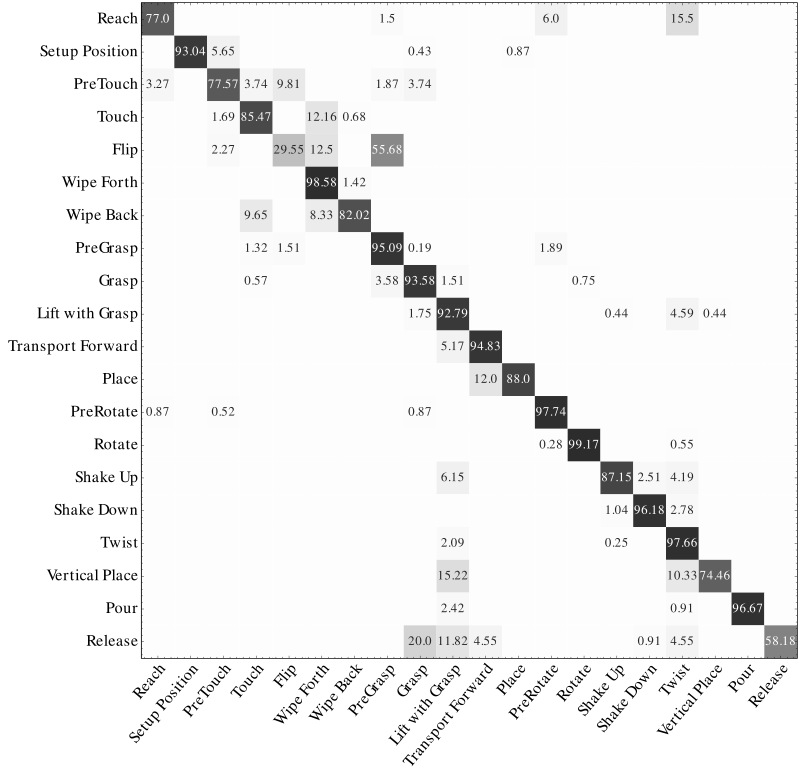 Reach 77.0 1.5 6.0 15.5
Setup Position 93.04 5.65 0.43 0.87
PreTouch 3.27 77.57 3.74 9.81 1.87 3.74
Touch 1.69 85.47 12.16 0.68
Flip 2.27 29.55 12.5 55.68
Wipe Forth 98.58 1.42
Wipe Back 9.65 8.33 82.02
PreGrasp 1.32 1.51 95.09 0.19 1.89
Grasp 0.57 3.58 93.58 1.51 0.75
Lift with Grasp 1.75 92.79 0.44 4.59 0.44
Transport Forward 5.17 94.83
Place 12.0 88.0
PreRotate 0.87 0.52 0.87 97.74
Rotate 0.28 99.17 0.55
Shake Up 6.15 87.15 2.51 4.19
Shake Down 1.04 96.18 2.78
Twist 2.09 0.25 97.66
Vertical Place 15.22 10.33 74.46
Pour 2.42 0.91 96.67
Release 20.0 11.82 4.55 0.91 4.55 58.18
Reach
Setup Position
PreTouch
Touch
Flip
Wipe Forth
Wipe Back
PreGrasp
Grasp
Lift with Grasp
Transport Forward
Place
PreRotate
Rotate
Shake Up
Shake Down
Twist
Vertical Place
Pour
Release